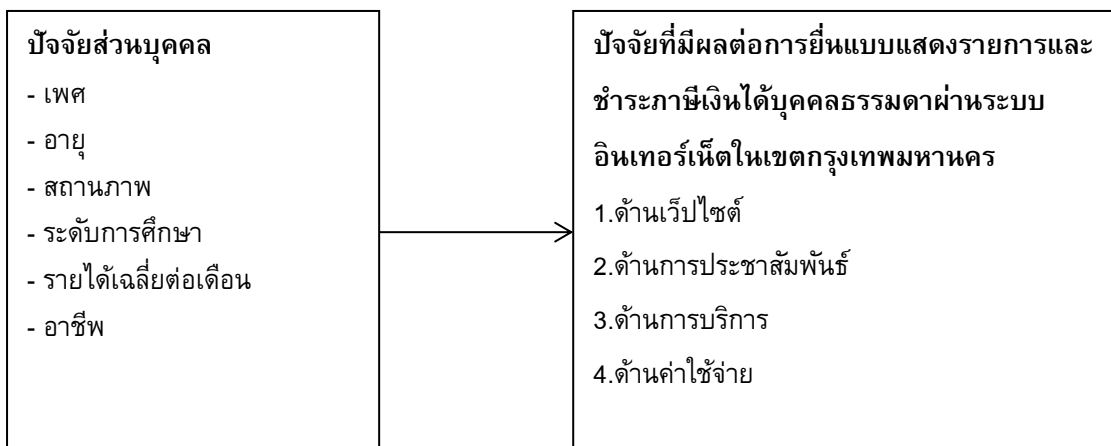 ปัจจัยส่วนบุคคล
- เพศ
- อายุ
- สถานภาพ
- ระดับการศึกษา
- รายได้เฉลี่ยต่อเดือน
- อาชีพ
ปัจจัยที่มีผลต่อการยื่นแบบแสดงรายการและ
ชำระภาษีเงินได้บุคคลธรรมดาผ่านระบบ
อินเทอร์เน็ตในเขตกรุงเทพมหานคร
1.ด้านเว็ปไซต์
2.ด้านการประชาสัมพันธ์
3.ด้านการบริการ
4.ด้านค่าใช้จ่าย